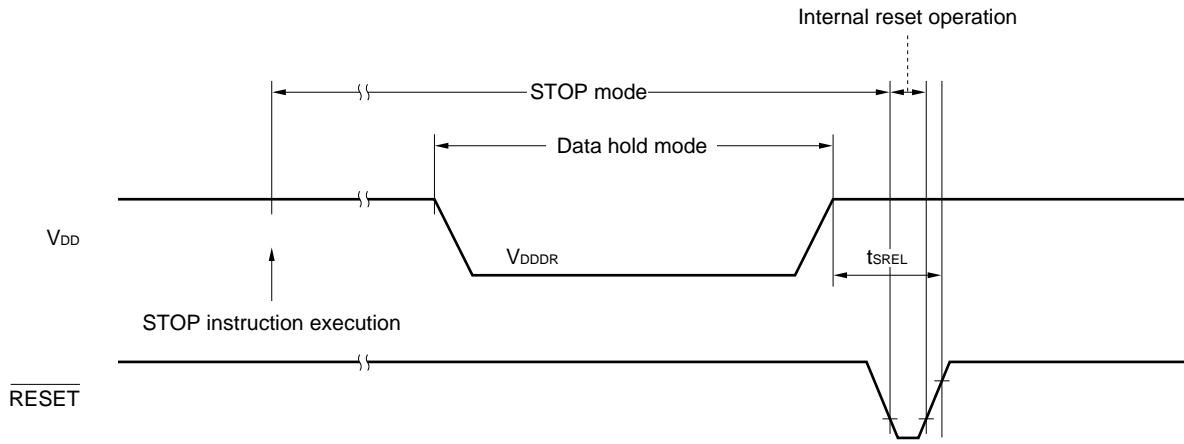 Internal reset operation
STOP mode
Data hold mode
VDD
VDDDR
tSREL
STOP instruction execution
RESET